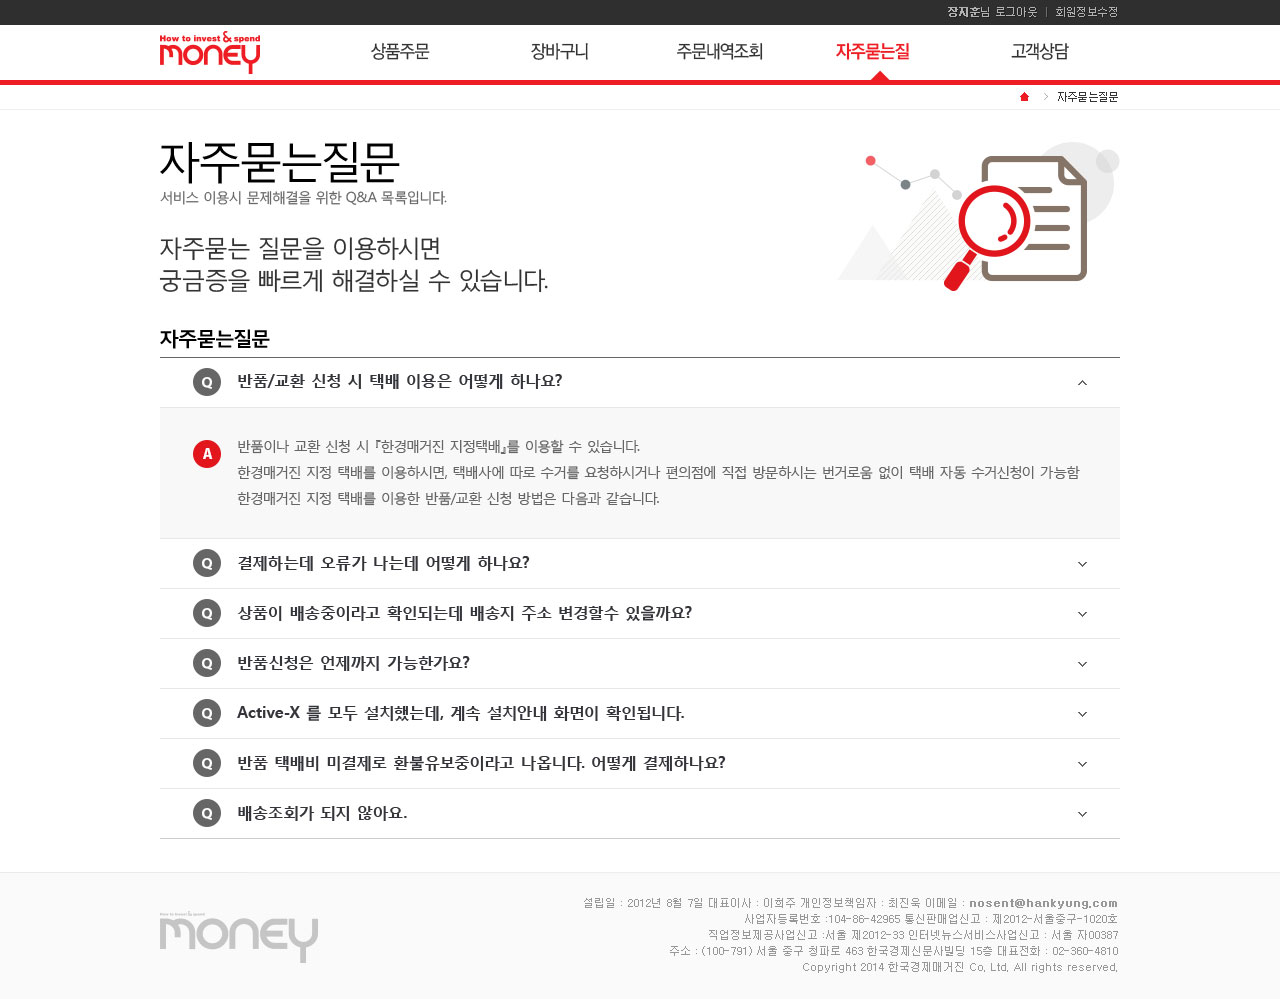 장지훈님 로그아웃 | 회원정보수정
How to invest & spend
money
상품주문 장바구니 주문내역조회 자주묻는질 고객상담
자주묻는질문
자주묻는질문
서비스 이용시 문제해결을 위한 Q&A 목록입니다.
자주묻는 질문을 이용하시면
궁금증을 빠르게 해결하실 수 있습니다.
자주묻는질문
Q 반품/교환 신청 시 택배 이용은 어떻게 하나요?
A 반품이나 교환 신청 시 『한경매거진 지정택배』를 이용할 수 있습니다.
한경매거진 지정 택배를 이용하시면, 택배사에 따로 수거를 요청하시거나 편의점에 직접 방문하시는 번거로움 없이 택배 자동 수거신청이 가능함
한경매거진 지정 택배를 이용한 반품/교환 신청 방법은 다음과 같습니다.
Q 결제하는데 오류가 나는데 어떻게 하나요?
Q 상품이 배송중이라고 확인되는데 배송지 주소 변경할수 있을까요?
Q 반품신청은 언제까지 가능한가요?
Q Active-X 를 모두 설치했는데, 계속 설치안내 화면이 확인됩니다.
Q 반품 택배비 미결제로 환불유보중이라고 나옵니다. 어떻게 결제하나요?
Q 배송조회가 되지 않아요.
How to invest & spend
money
설립일 : 2012년 8월 7일 대표이사 : 이희주 개인정보책임자 : 최진욱 이메일 : nosent@hankyung.com
사업자등록번호 :104-86-42965 통신판매업신고 : 제2012-서울중구-1020호
직업정보제공사업신고 :서울 제2012-33 인터넷뉴스서비스사업신고 : 서울 자00387
주소 : (100-791) 서울 중구 청파로 463 한국경제신문사빌딩 15층 대표전화 : 02-360-4810
Copyright 2014 한국경제매거진 Co, Ltd, All rights reserved,